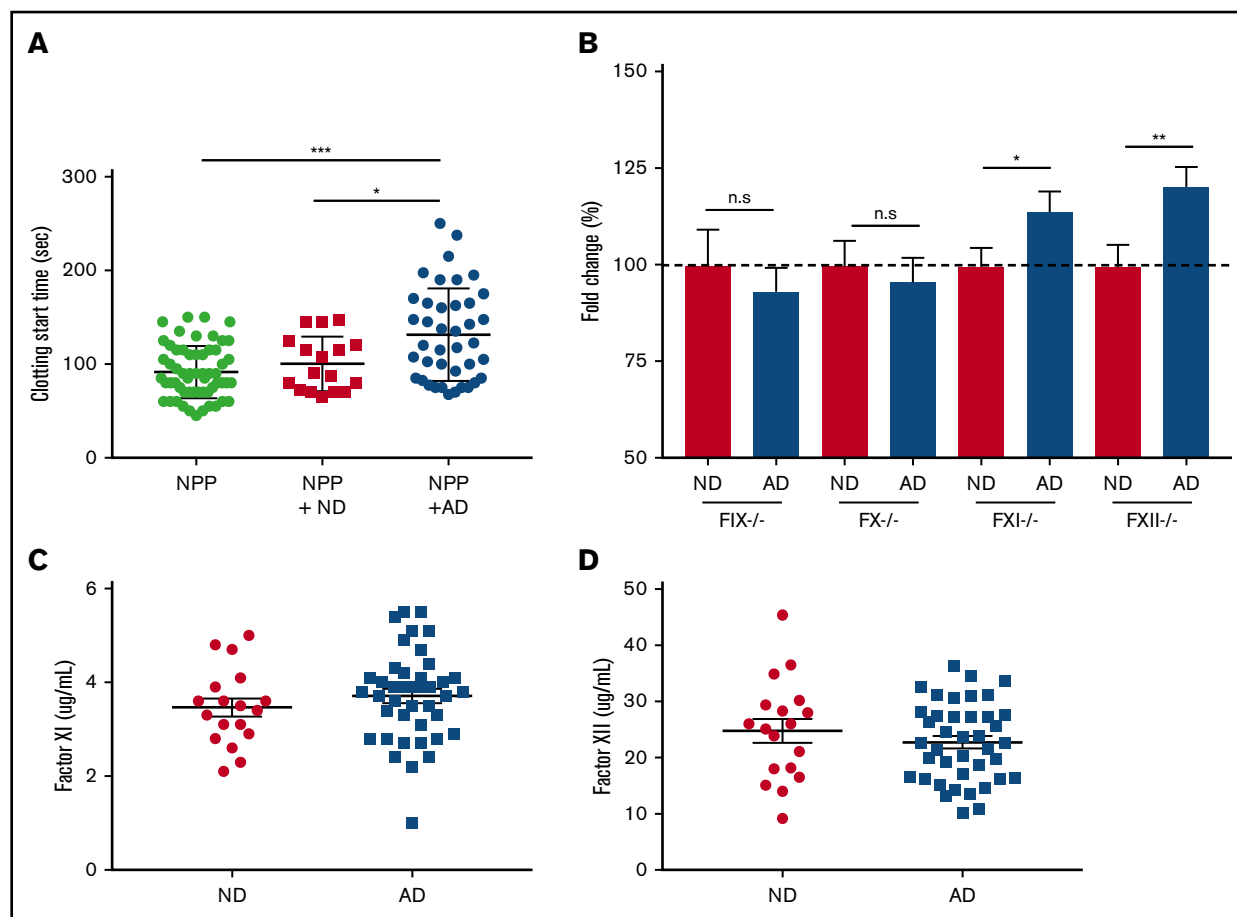 A
Clotting start time (sec)
300
200
100
0
***
*
NPP
NPP
+ ND
NPP
+AD
B
Fold change (%)
150
125
100
75
50
n.s
n.s
*
**
ND AD ND AD ND AD ND AD
FIX-/- FX-/- FXI-/- FXII-/-
C
Factor XI (ug/mL)
6
4
2
0
ND AD
D
Factor XII (ug/mL)
50
40
30
20
10
0
ND AD